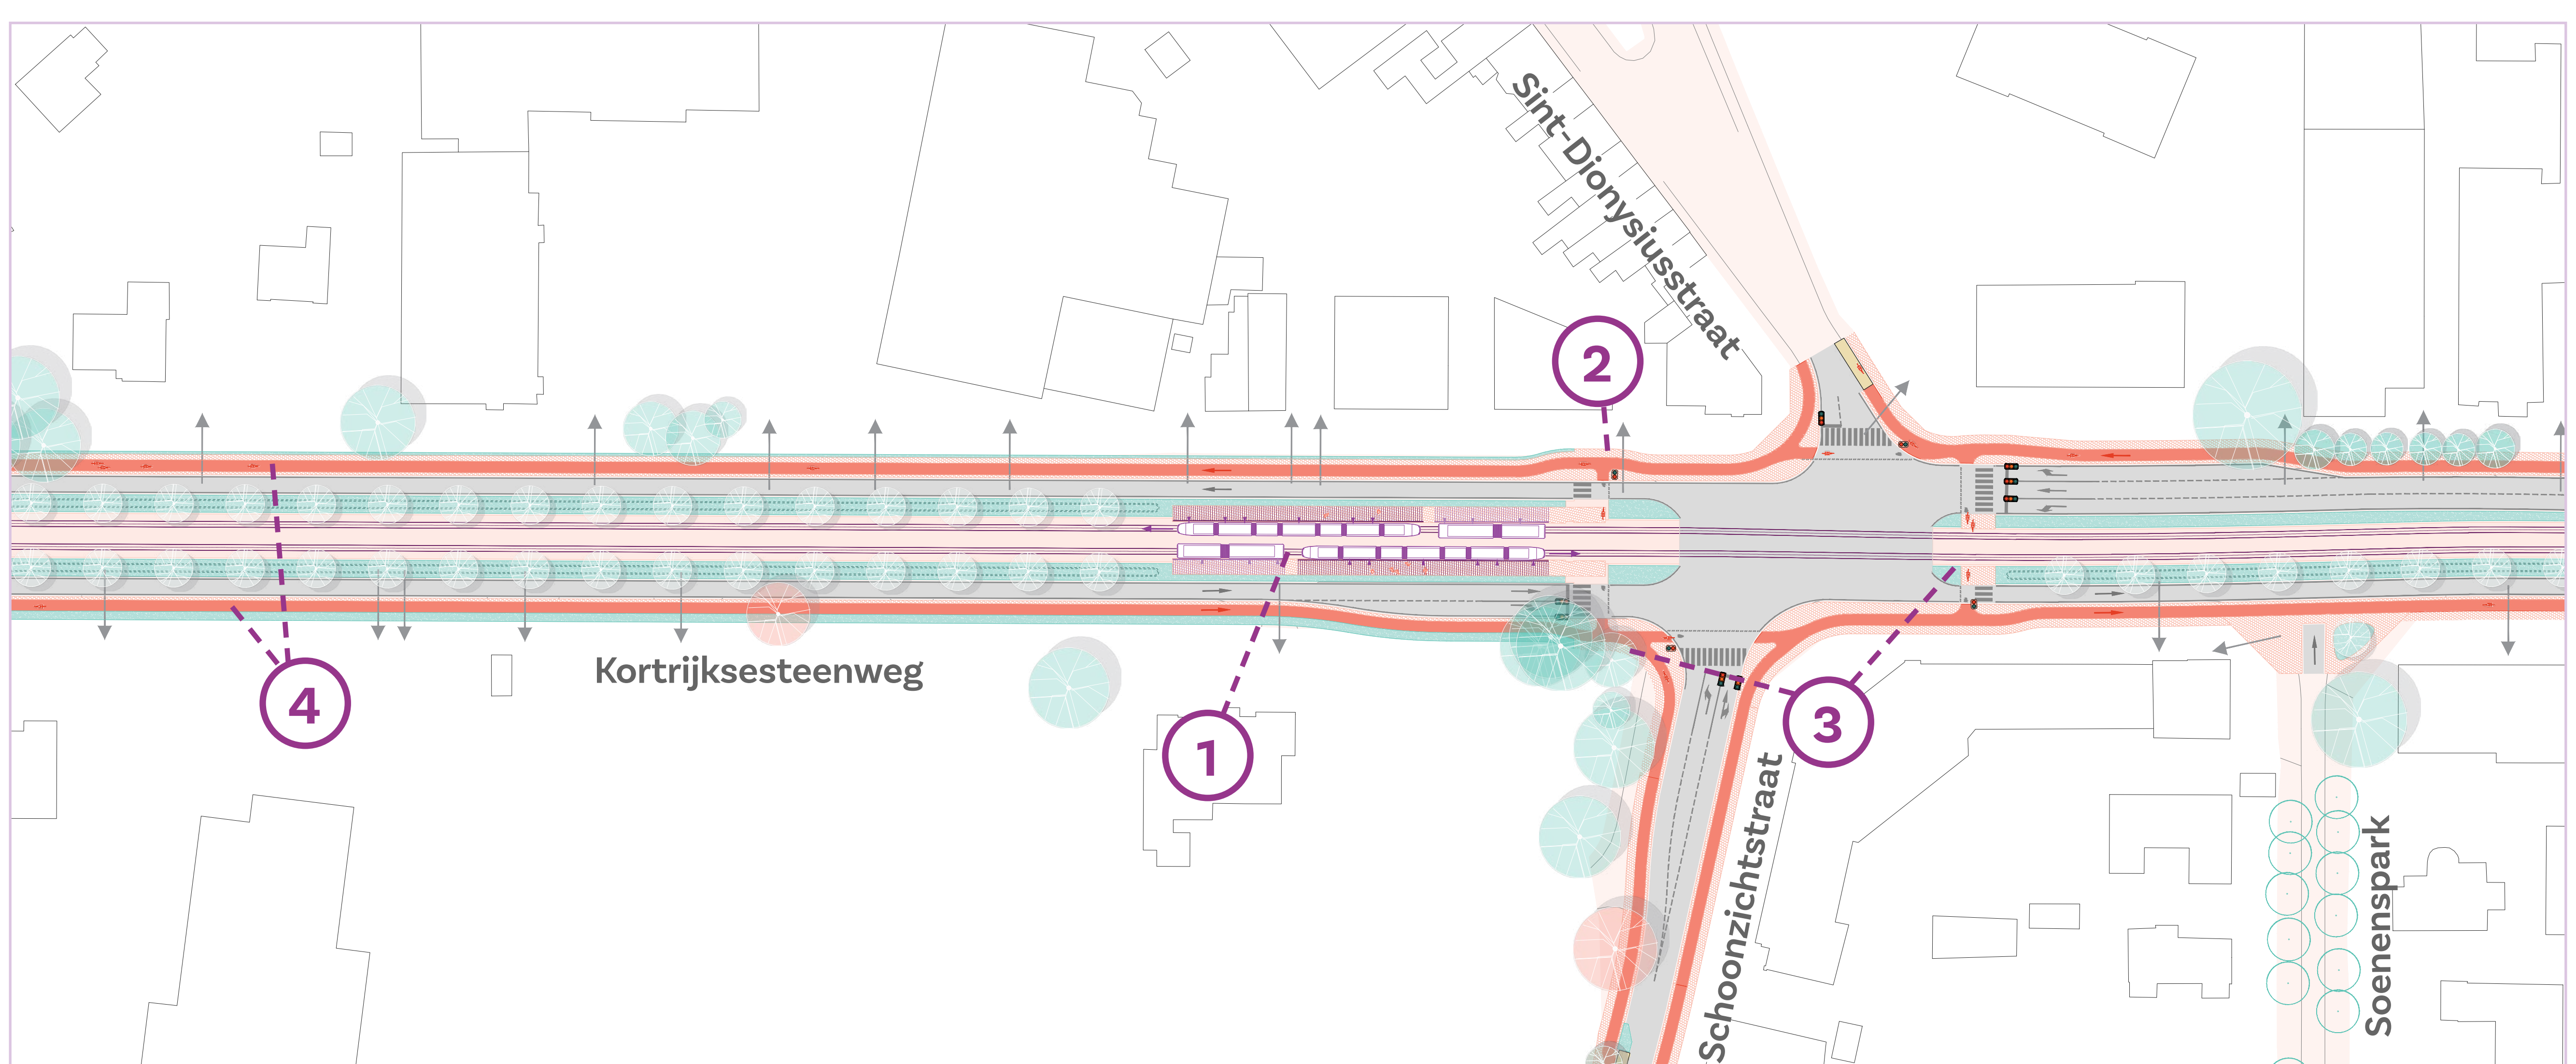 Sint-Dionysiusstraat
2
Kortrijksesteenweg
4
1
3
Schoonzichtstraat
Soenenspark